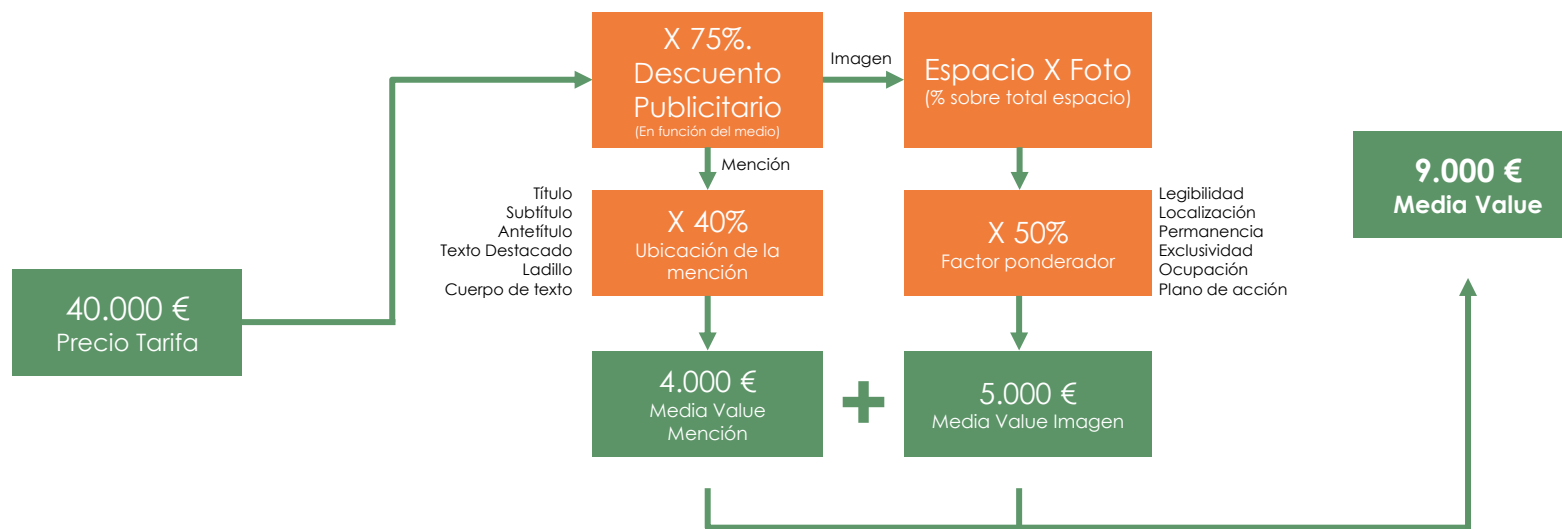 40.000 €
Precio Tarifa
X 75%.
Descuento
Publicitario
(En función del medio)
Imagen
Espacio X Foto
(% sobre total espacio)
Mención
Título
Subtítulo
Antetítulo
Texto Destacado
Ladillo
Cuerpo de texto
X 40%
Ubicación de la
mención
X 50%
Factor ponderador
Legibilidad
Localización
Permanencia
Exclusividad
Ocupación
Plano de acción
4.000 €
Media Value
Mención
+
5.000 €
Media Value Imagen
9.000 €
Media Value